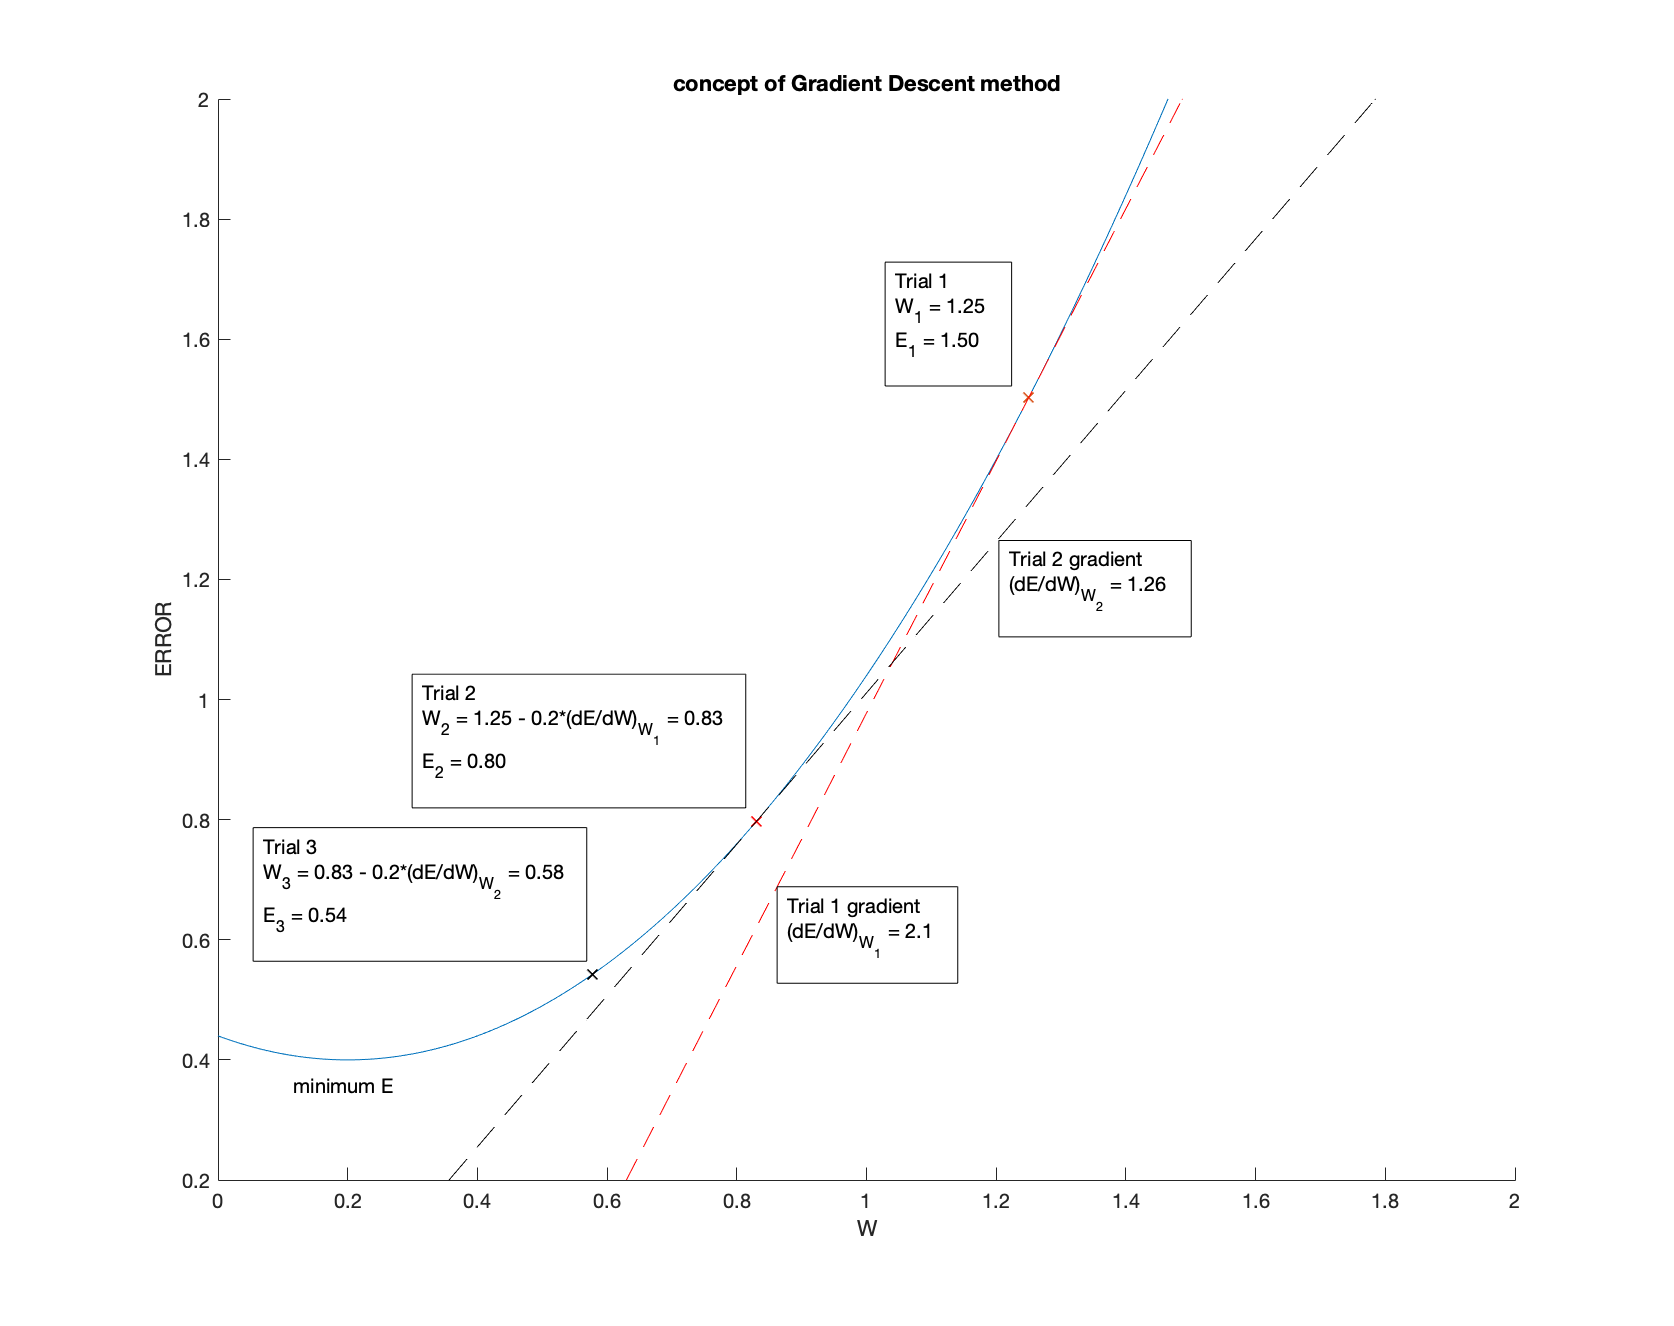 concept of Gradient Descent method
2
1.8
1.6
1.4
1.2
1
0.8
0.6
0.4
0.2
ERROR
Trial 1
W1 = 1.25
E1 = 1.50
Trial 2 gradient
(dE/dW)W2 = 1.26
Trial 2
W2 = 1.25 - 0.2*(dE/dW)W1 = 0.83
E2 = 0.80
Trial 3
W3 = 0.83 - 0.2*(dE/dW)W2 = 0.58
E3 = 0.54
Trial 1 gradient
(dE/dW)W1 = 2.1
minimum E
0 0.2 0.4 0.6 0.8 1 1.2 1.4 1.6 1.8 2
W